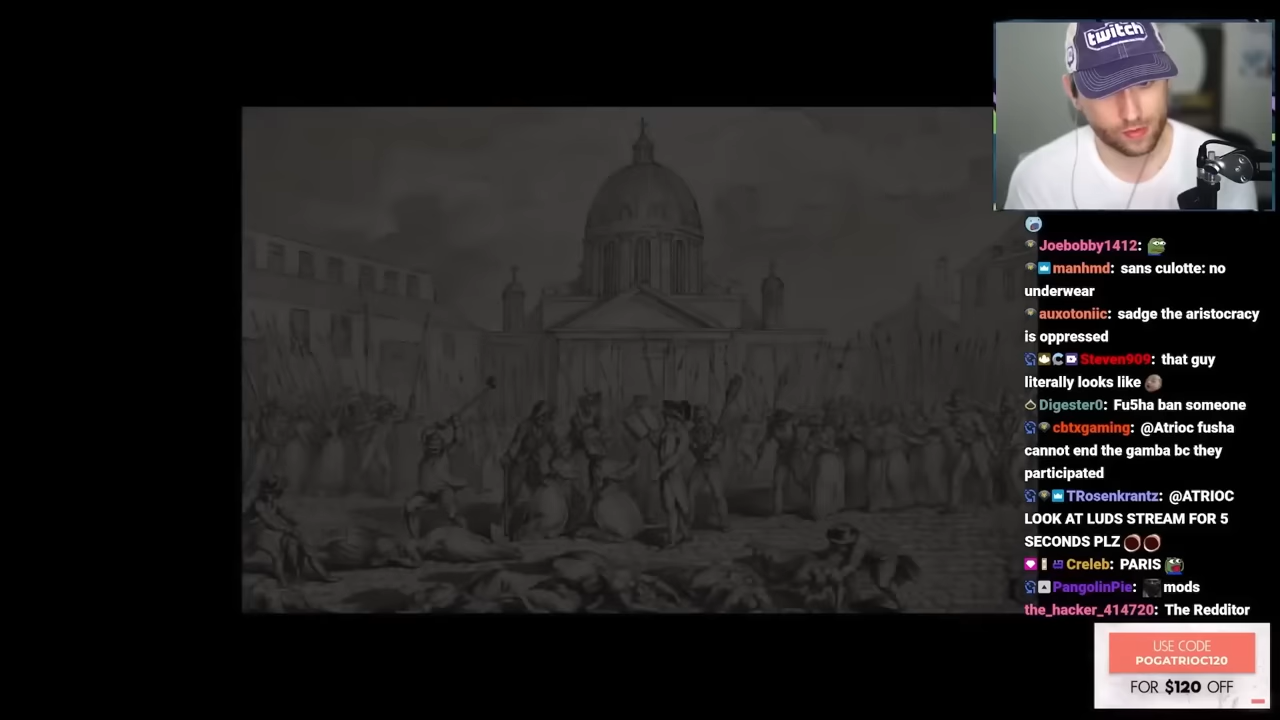 twitch
Joebobby1412:
manhmd: sans culotte: no
underwear
auxotoniic: sadge the aristocracy
is oppressed
Steven909: that guy
literally looks like
Digester0: Fu5ha ban someone
cbtxgaming: @Atrioc fusha
cannot end the gamba bc they
participated
TRosenkrantz: @ATRIOC
LOOK AT LUDS STREAM FOR 5
SECONDS PLZ
Creleb: PARIS
PangolinPie: mods
the_hacker_414720: The Redditor
USE CODE
POGATRIOC120
FOR $120 OFF